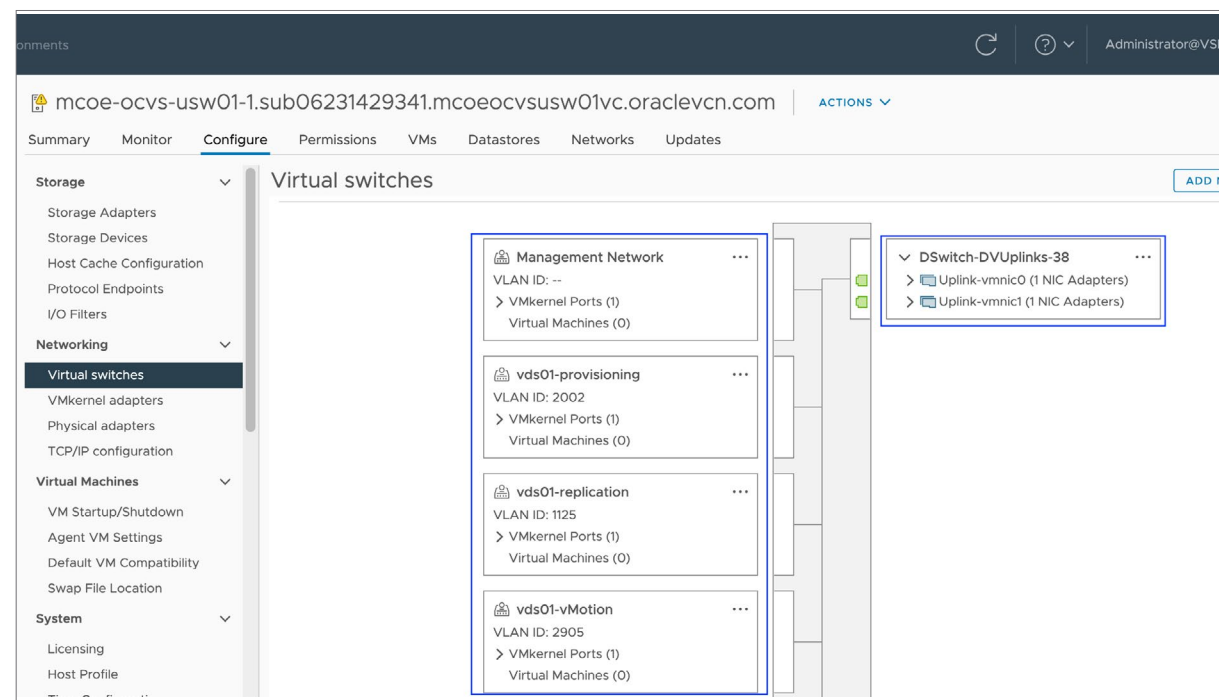 onments
Administrator@VSI
mcoe-ocvs-usw01-1.sub06231429341.mcoeocvsusw01vc.oraclevcn.com
ACTIONS
Summary Monitor Configure Permissions VMs Datastores Networks Updates
Storage
Storage Adapters
Storage Devices
Host Cache Configuration
Protocol Endpoints
I/O Filters
Networking
Virtual switches
VMkernel adapters
Physical adapters
TCP/IP configuration
Virtual Machines
VM Startup/Shutdown
Agent VM Settings
Default VM Compatibility
Swap File Location
System
Licensing
Host Profile
Virtual switches
ADD
Management Network ...
VLAN ID: --
VMkernel Ports (1)
Virtual Machines (0)
vds01-provisioning ...
VLAN ID: 2002
VMkernel Ports (1)
Virtual Machines (0)
vds01-replication ...
VLAN ID: 1125
VMkernel Ports (1)
Virtual Machines (0)
vds01-vMotion ...
VLAN ID: 2905
VMkernel Ports (1)
Virtual Machines (0)
DSwitch-DVUplinks-38 ...
Uplink-vmnic0 (1 NIC Adapters)
Uplink-vmnic1 (1 NIC Adapters)